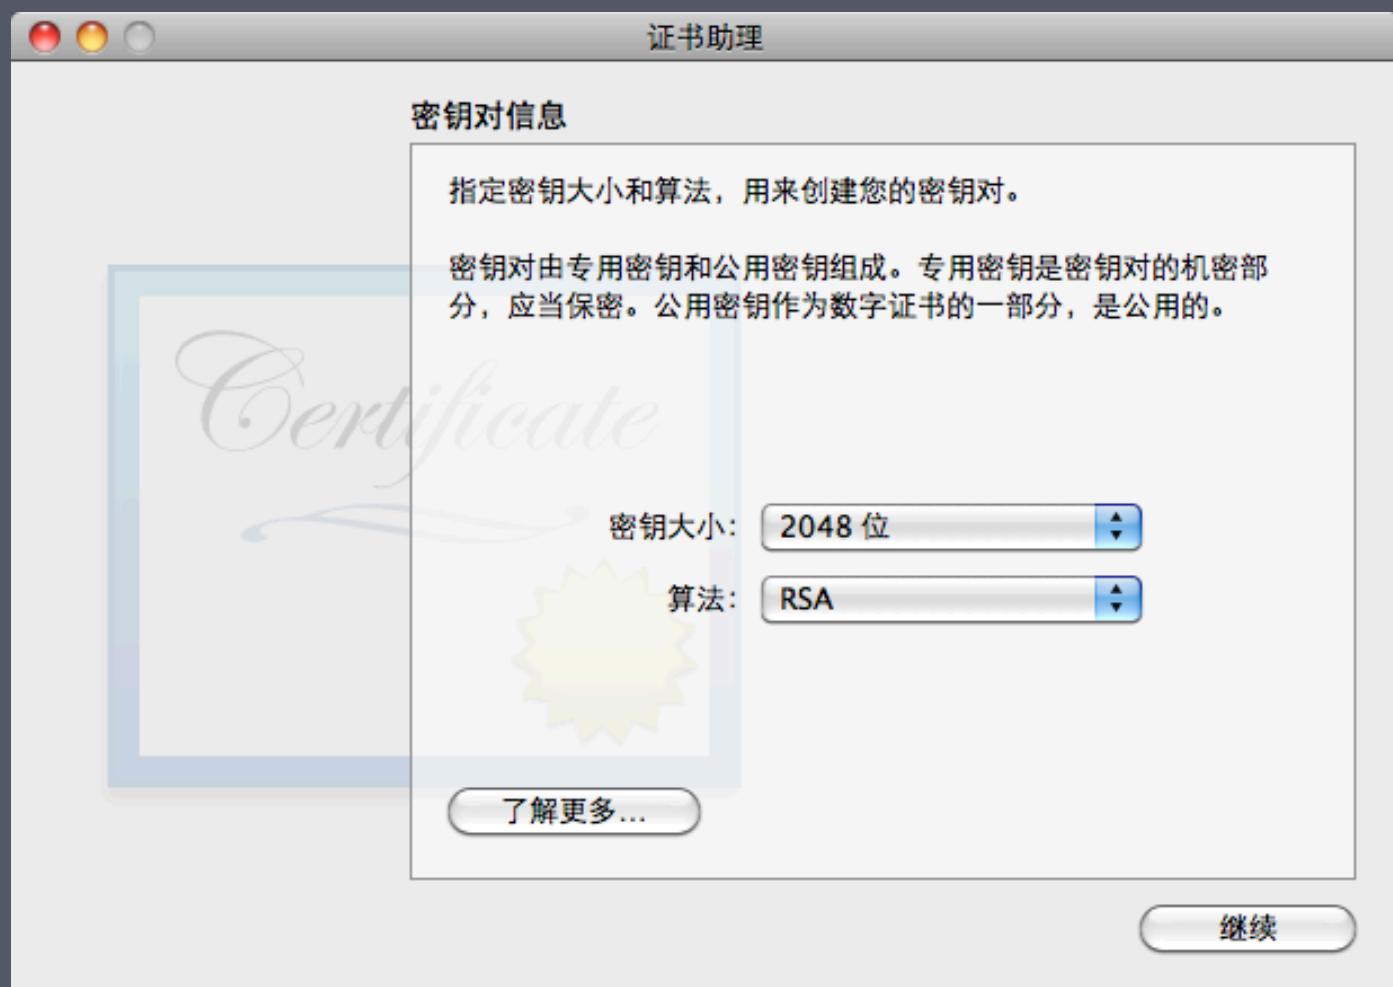 证书助理
密钥对信息
指定密钥大小和算法，用来创建您的密钥对。
密钥对由专用密钥和公用密钥组成。专用密钥是密钥对的机密部
分，应当保密。公用密钥作为数字证书的一部分，是公用的。
Certificate
密钥大小： 2048 位
算法： RSA
了解更多...
继续